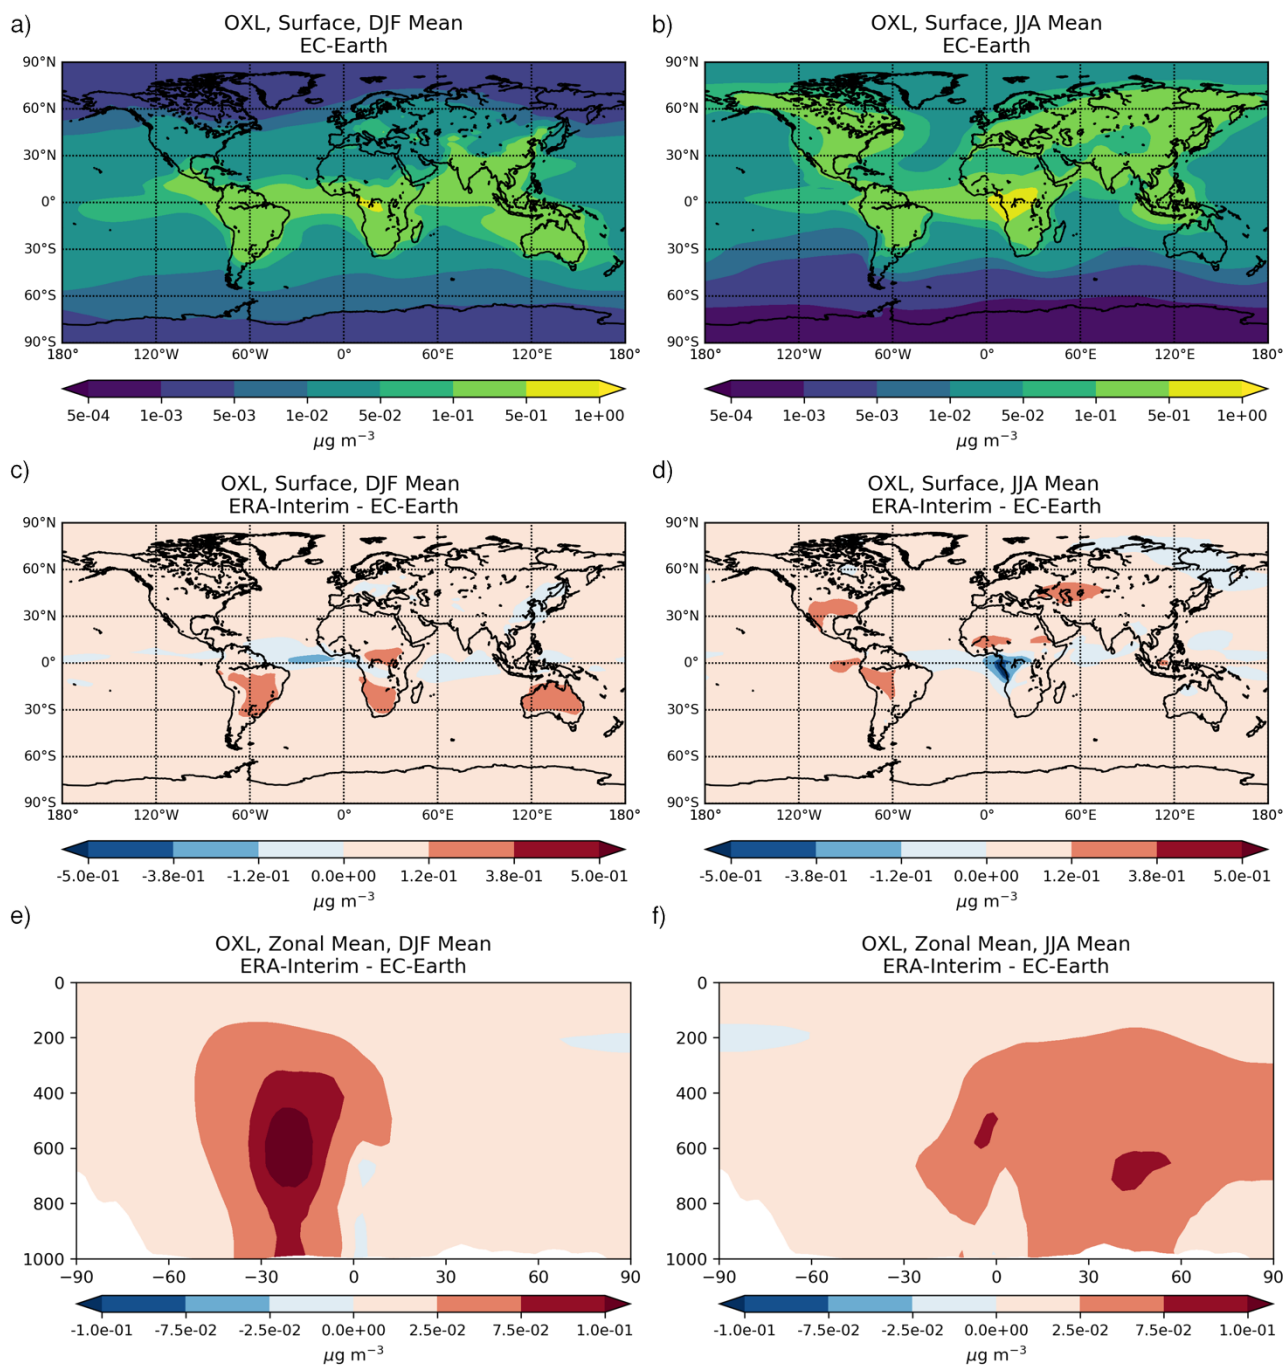 a)
OXL, Surface, DJF Mean
EC-Earth
90°N
60°N
30°N
0°
30°S
60°S
90°S
180° 120°W 60°W 0° 60°E 120°E 180°
5e-04 1e-03 5e-03 1e-02 5e-02 1e-01 5e-01 1e+00
μg m⁻³
b)
OXL, Surface, JJA Mean
EC-Earth
90°N
60°N
30°N
0°
30°S
60°S
90°S
180° 120°W 60°W 0° 60°E 120°E 180°
5e-04 1e-03 5e-03 1e-02 5e-02 1e-01 5e-01 1e+00
μg m⁻³
c)
OXL, Surface, DJF Mean
ERA-Interim - EC-Earth
90°N
60°N
30°N
0°
30°S
60°S
90°S
180° 120°W 60°W 0° 60°E 120°E 180°
-5.0e-01 -3.8e-01 -1.2e-01 0.0e+00 1.2e-01 3.8e-01 5.0e-01
μg m⁻³
d)
OXL, Surface, JJA Mean
ERA-Interim - EC-Earth
90°N
60°N
30°N
0°
30°S
60°S
90°S
180° 120°W 60°W 0° 60°E 120°E 180°
-5.0e-01 -3.8e-01 -1.2e-01 0.0e+00 1.2e-01 3.8e-01 5.0e-01
μg m⁻³
e)
OXL, Zonal Mean, DJF Mean
ERA-Interim - EC-Earth
0
200
400
600
800
1000
−90 −60 −30 0 30 60 90
-1.0e-01 -7.5e-02 -2.5e-02 0.0e+00 2.5e-02 7.5e-02 1.0e-01
μg m⁻³
f)
OXL, Zonal Mean, JJA Mean
ERA-Interim - EC-Earth
0
200
400
600
800
1000
−90 −60 −30 0 30 60 90
-1.0e-01 -7.5e-02 -2.5e-02 0.0e+00 2.5e-02 7.5e-02 1.0e-01
μg m⁻³